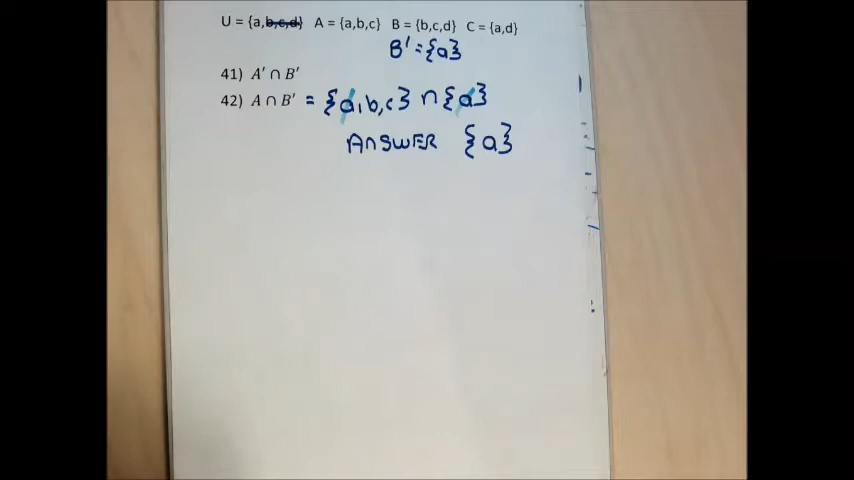 U = {a,b,c,d} A = {a,b,c} B = {b,c,d} C = {a,d}
B' = {a}
41) A′ ∩ B′
42) A ∩ B′ = {a,b,c} ∩ {a}
ANSWER {a}